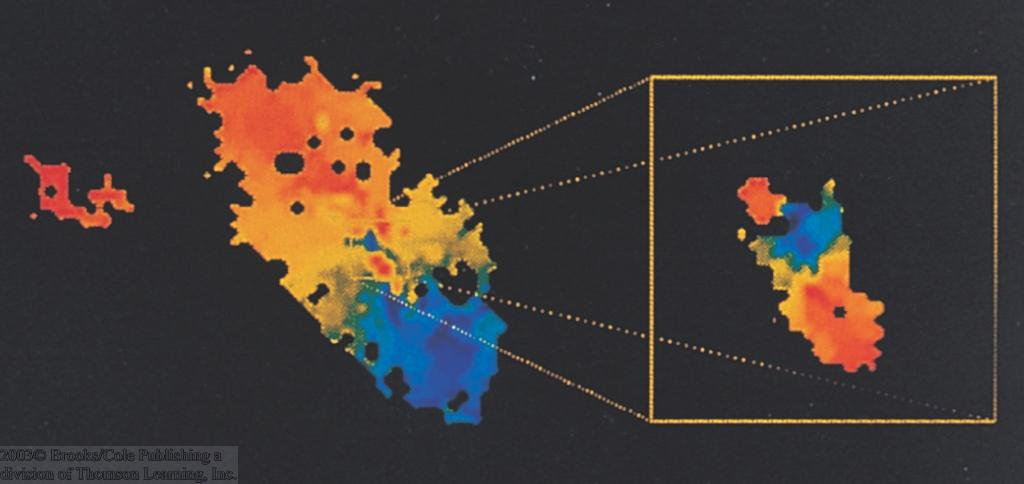 2003© Brooks/Cole Publishing a
division of Thomson Learning, Inc.